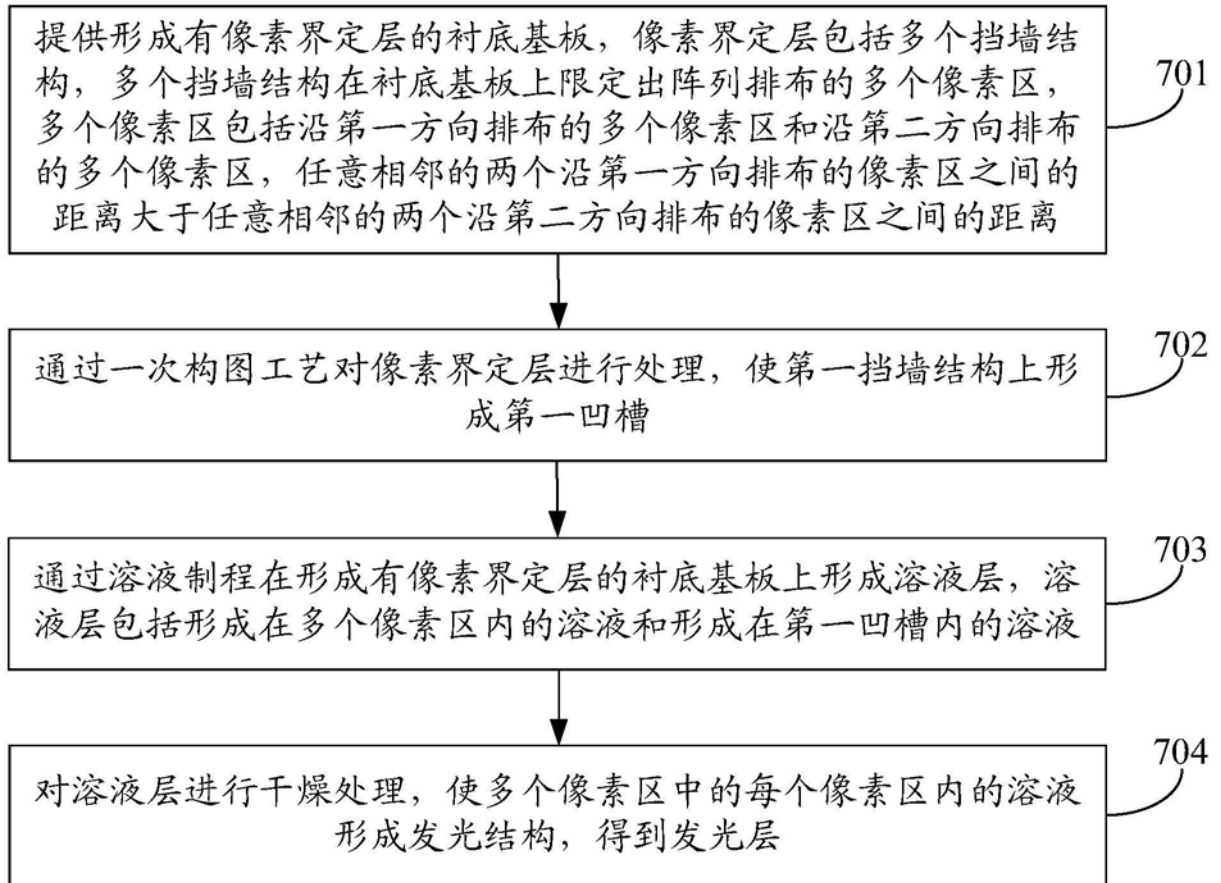 提供形成有像素界定层的衬底基板，像素界定层包括多个挡墙结
构，多个挡墙结构在衬底基板上限定出阵列排布的多个像素区，
多个像素区包括沿第一方向排布的多个像素区和沿第二方向排布
的多个像素区，任意相邻的两个沿第一方向排布的像素区之间的
距离大于任意相邻的两个沿第二方向排布的像素区之间的距离
701
通过一次构图工艺对像素界定层进行处理，使第一挡墙结构上形
成第一凹槽
702
通过溶液制程在形成有像素界定层的衬底基板上形成溶液层，溶
液层包括形成在多个像素区内的溶液和形成在第一凹槽内的溶液
703
对溶液层进行干燥处理，使多个像素区中的每个像素区内的溶液
形成发光结构，得到发光层
704